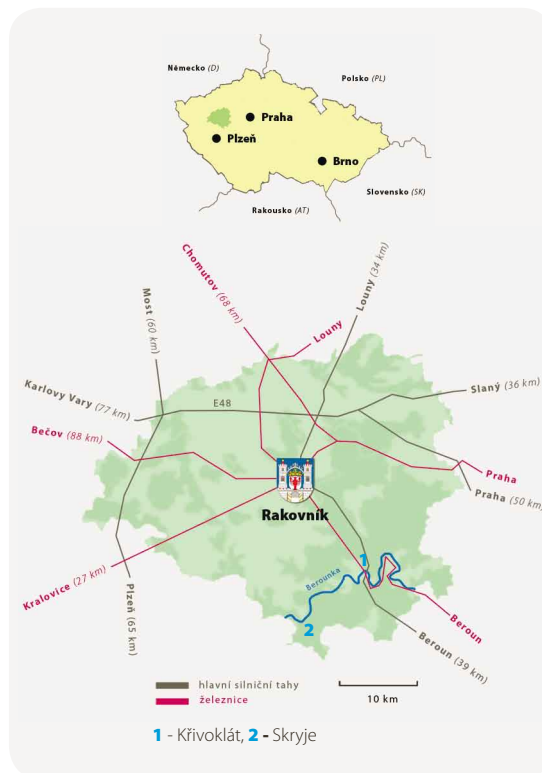 Německo (D)
Polsko (PL)
Praha
Plzeň
Brno
Slovensko (SK)
Rakousko (AT)
Chomutov (68 km)
Louny (34 km)
Most (60 km)
Louny
Karlovy Vary (77 km)
E48
Slaný (36 km)
Bečov (88 km)
Praha
Praha (50 km)
Rakovník
Kralovice (27 km)
1
Berounka
2
Plzeň (65 km)
Beroun
Beroun (39 km)
hlavní silniční tahy
železnice
10 km
1 - Křivoklát, 2 - Skryje